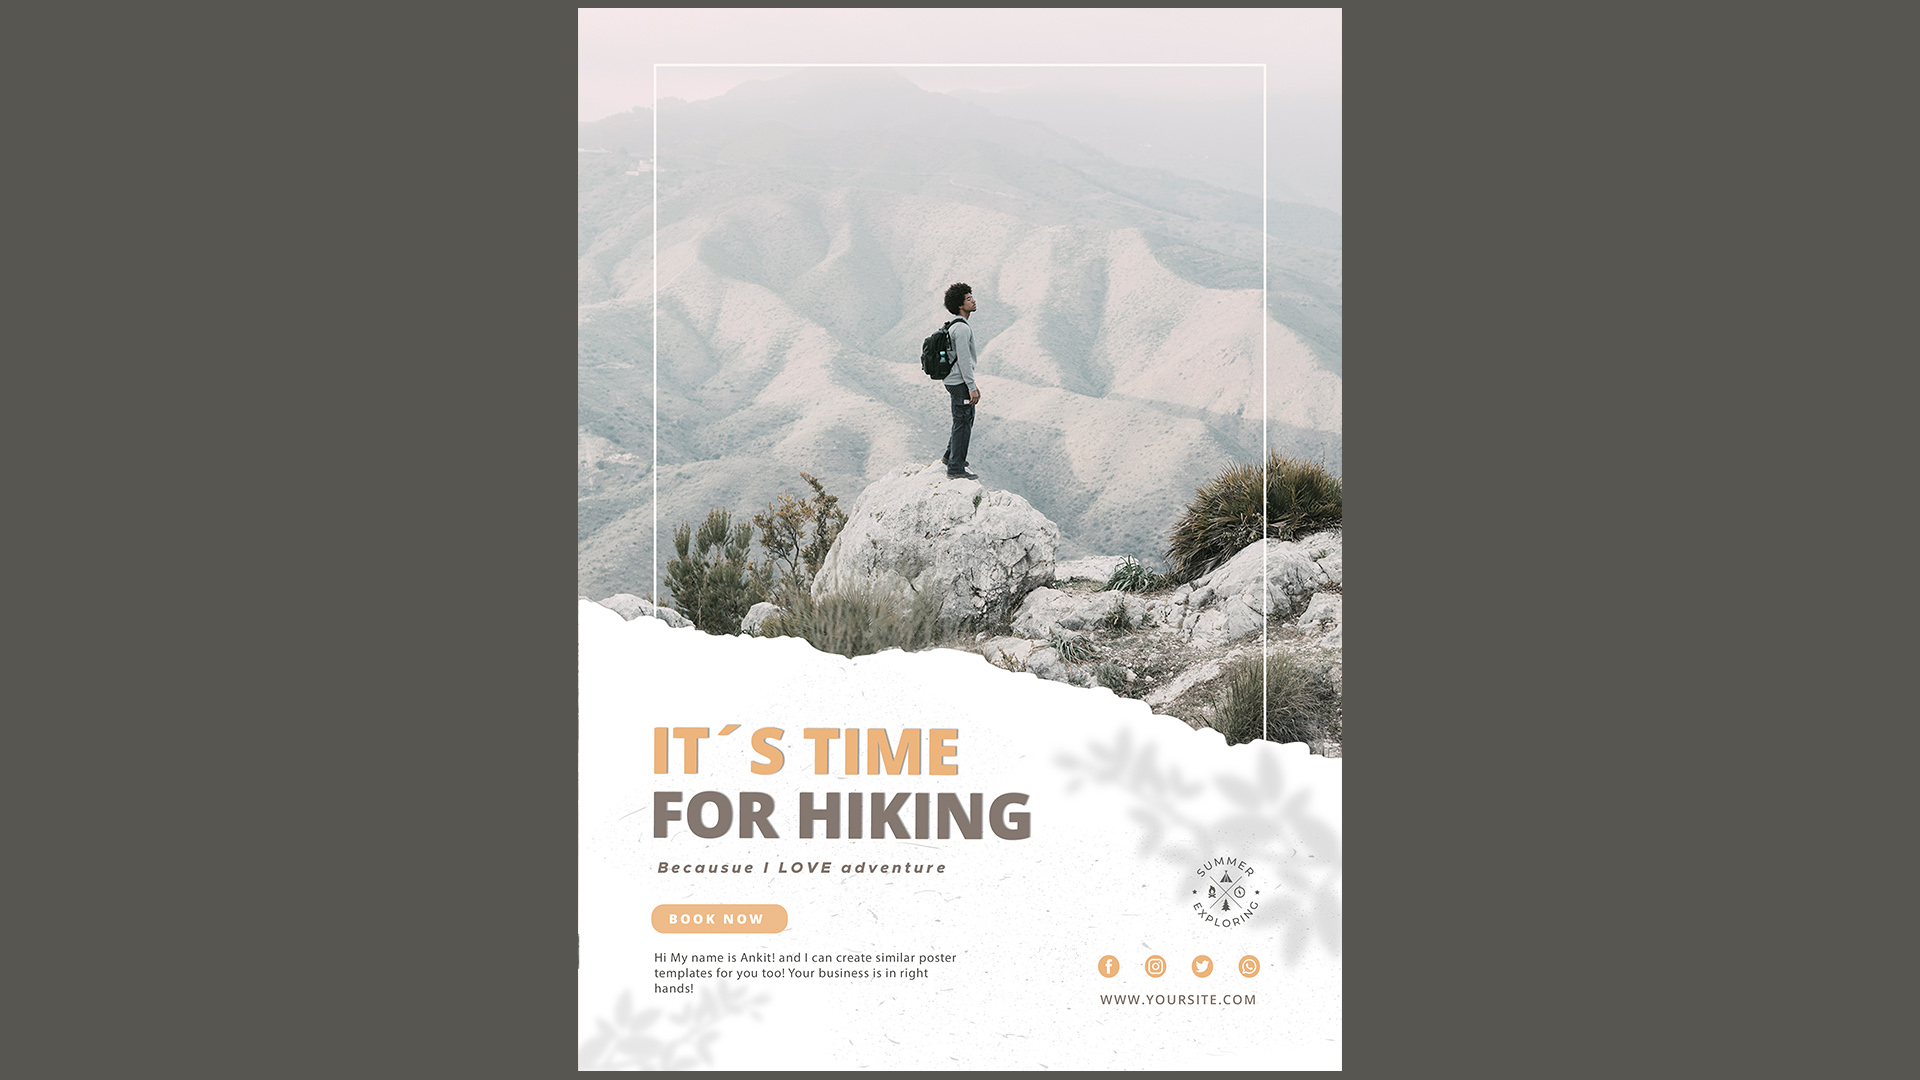 IT´S TIME
FOR HIKING
Becausue I LOVE adventure
BOOK NOW
Hi My name is Ankit! and I can create similar poster
templates for you too! Your business is in right
hands!
SUMMER
EXPLORING
WWW.YOURSITE.COM